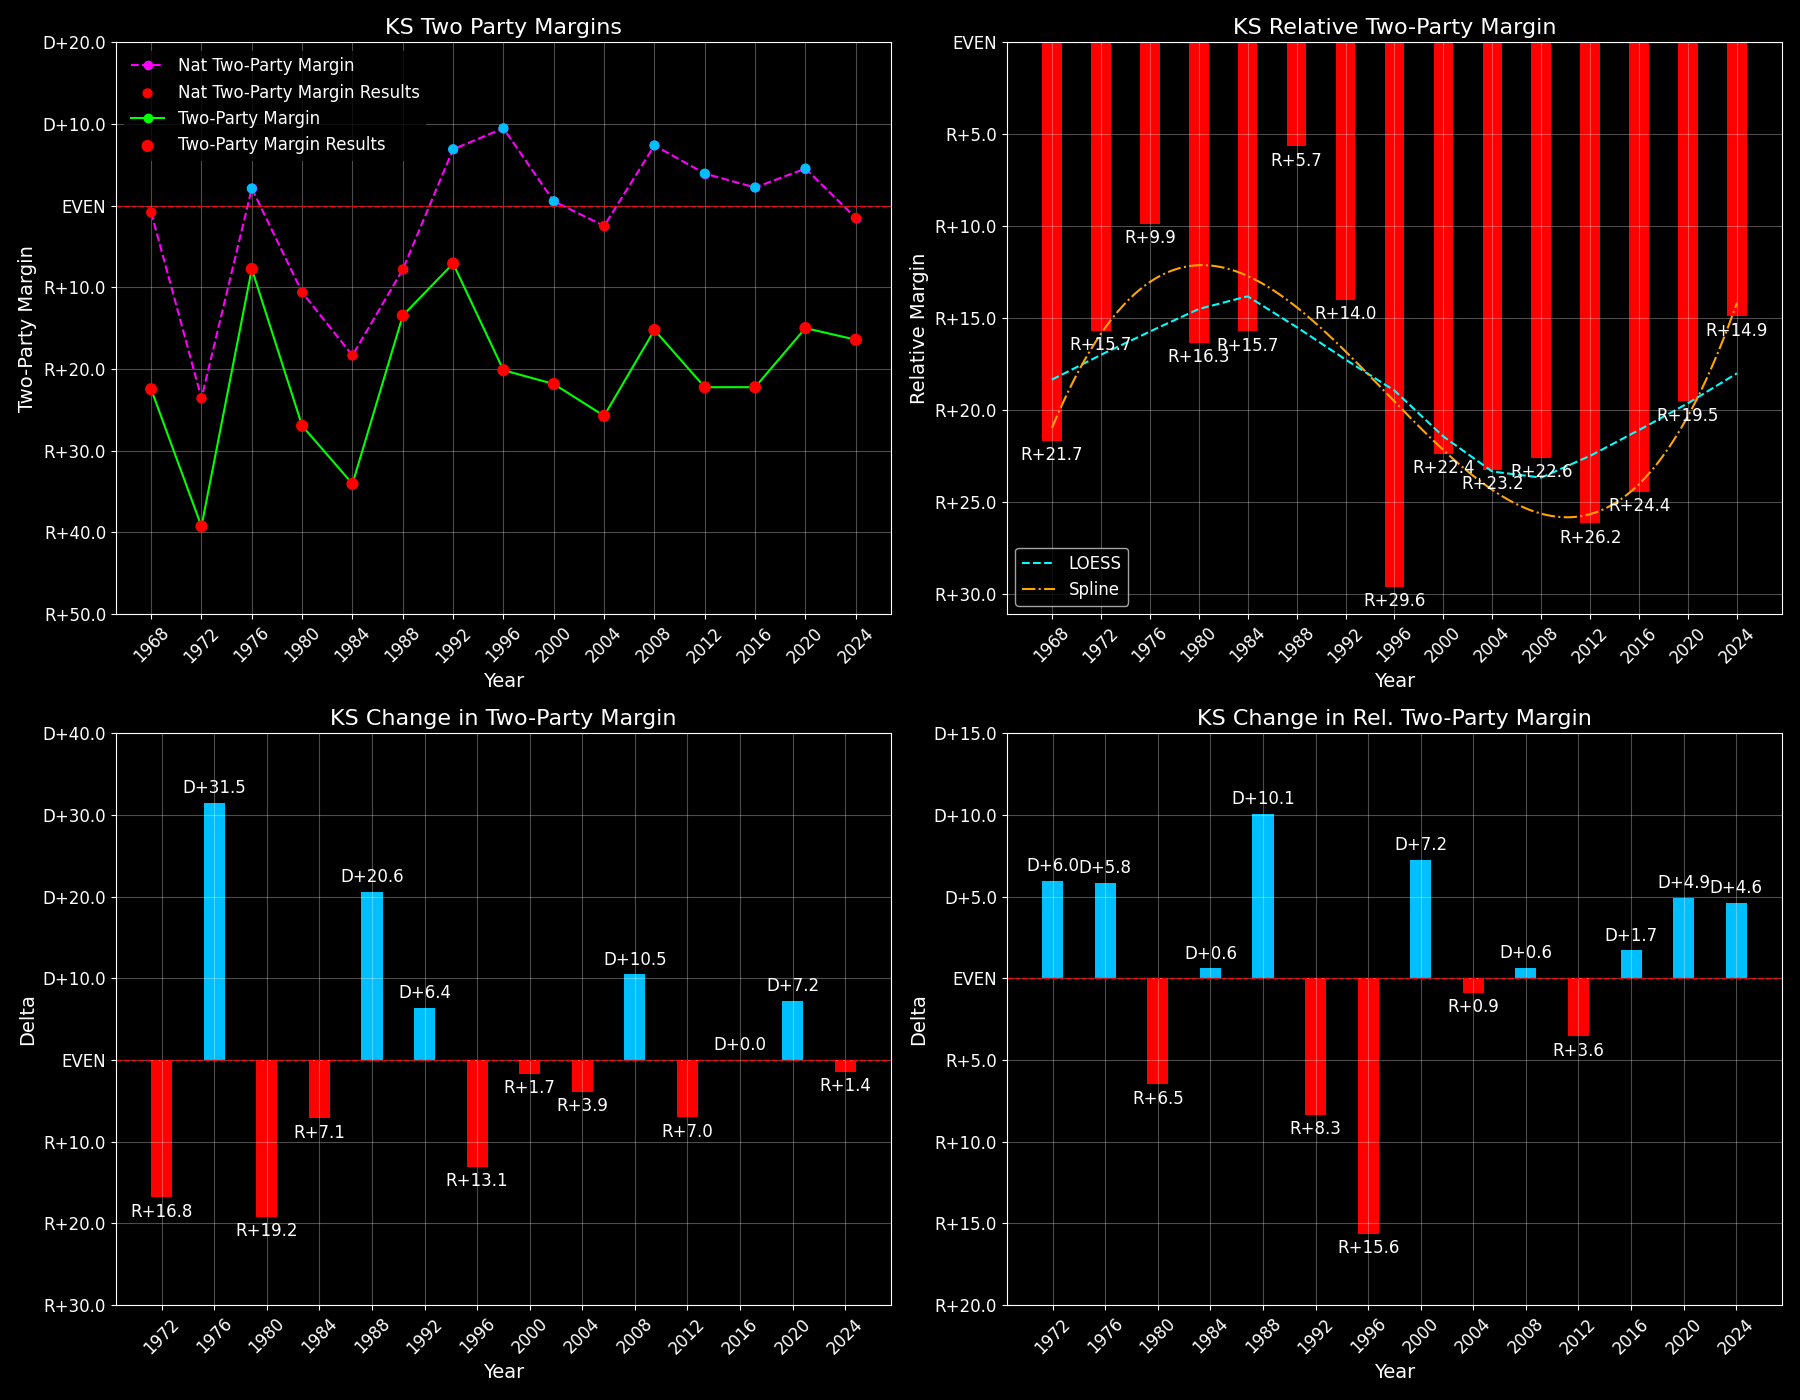 KS Two Party Margins
D+20.0
D+10.0
EVEN
R+10.0
R+20.0
R+30.0
R+40.0
R+50.0
Two-Party Margin
Nat Two-Party Margin
Nat Two-Party Margin Results
Two-Party Margin
Two-Party Margin Results
1968 1972 1976 1980 1984 1988 1992 1996 2000 2004 2008 2012 2016 2020 2024
Year
KS Relative Two-Party Margin
EVEN
R+5.0
R+10.0
R+15.0
R+20.0
R+25.0
R+30.0
Relative Margin
R+21.7
R+15.7
R+9.9
R+16.3
R+15.7
R+5.7
R+14.0
R+29.6
R+22.4
R+23.2
R+22.6
R+26.2
R+24.4
R+19.5
R+14.9
LOESS
Spline
1968 1972 1976 1980 1984 1988 1992 1996 2000 2004 2008 2012 2016 2020 2024
Year
KS Change in Two-Party Margin
D+40.0
D+30.0
D+20.0
D+10.0
EVEN
R+10.0
R+20.0
R+30.0
Delta
R+16.8
D+31.5
R+19.2
R+7.1
D+20.6
D+6.4
R+13.1
R+1.7
R+3.9
D+10.5
R+7.0
D+0.0
D+7.2
R+1.4
1972 1976 1980 1984 1988 1992 1996 2000 2004 2008 2012 2016 2020 2024
Year
KS Change in Rel. Two-Party Margin
D+15.0
D+10.0
D+5.0
EVEN
R+5.0
R+10.0
R+15.0
R+20.0
Delta
D+6.0
D+5.8
R+6.5
D+0.6
D+10.1
R+8.3
R+15.6
D+7.2
R+0.9
D+0.6
R+3.6
D+1.7
D+4.9
D+4.6
1972 1976 1980 1984 1988 1992 1996 2000 2004 2008 2012 2016 2020 2024
Year